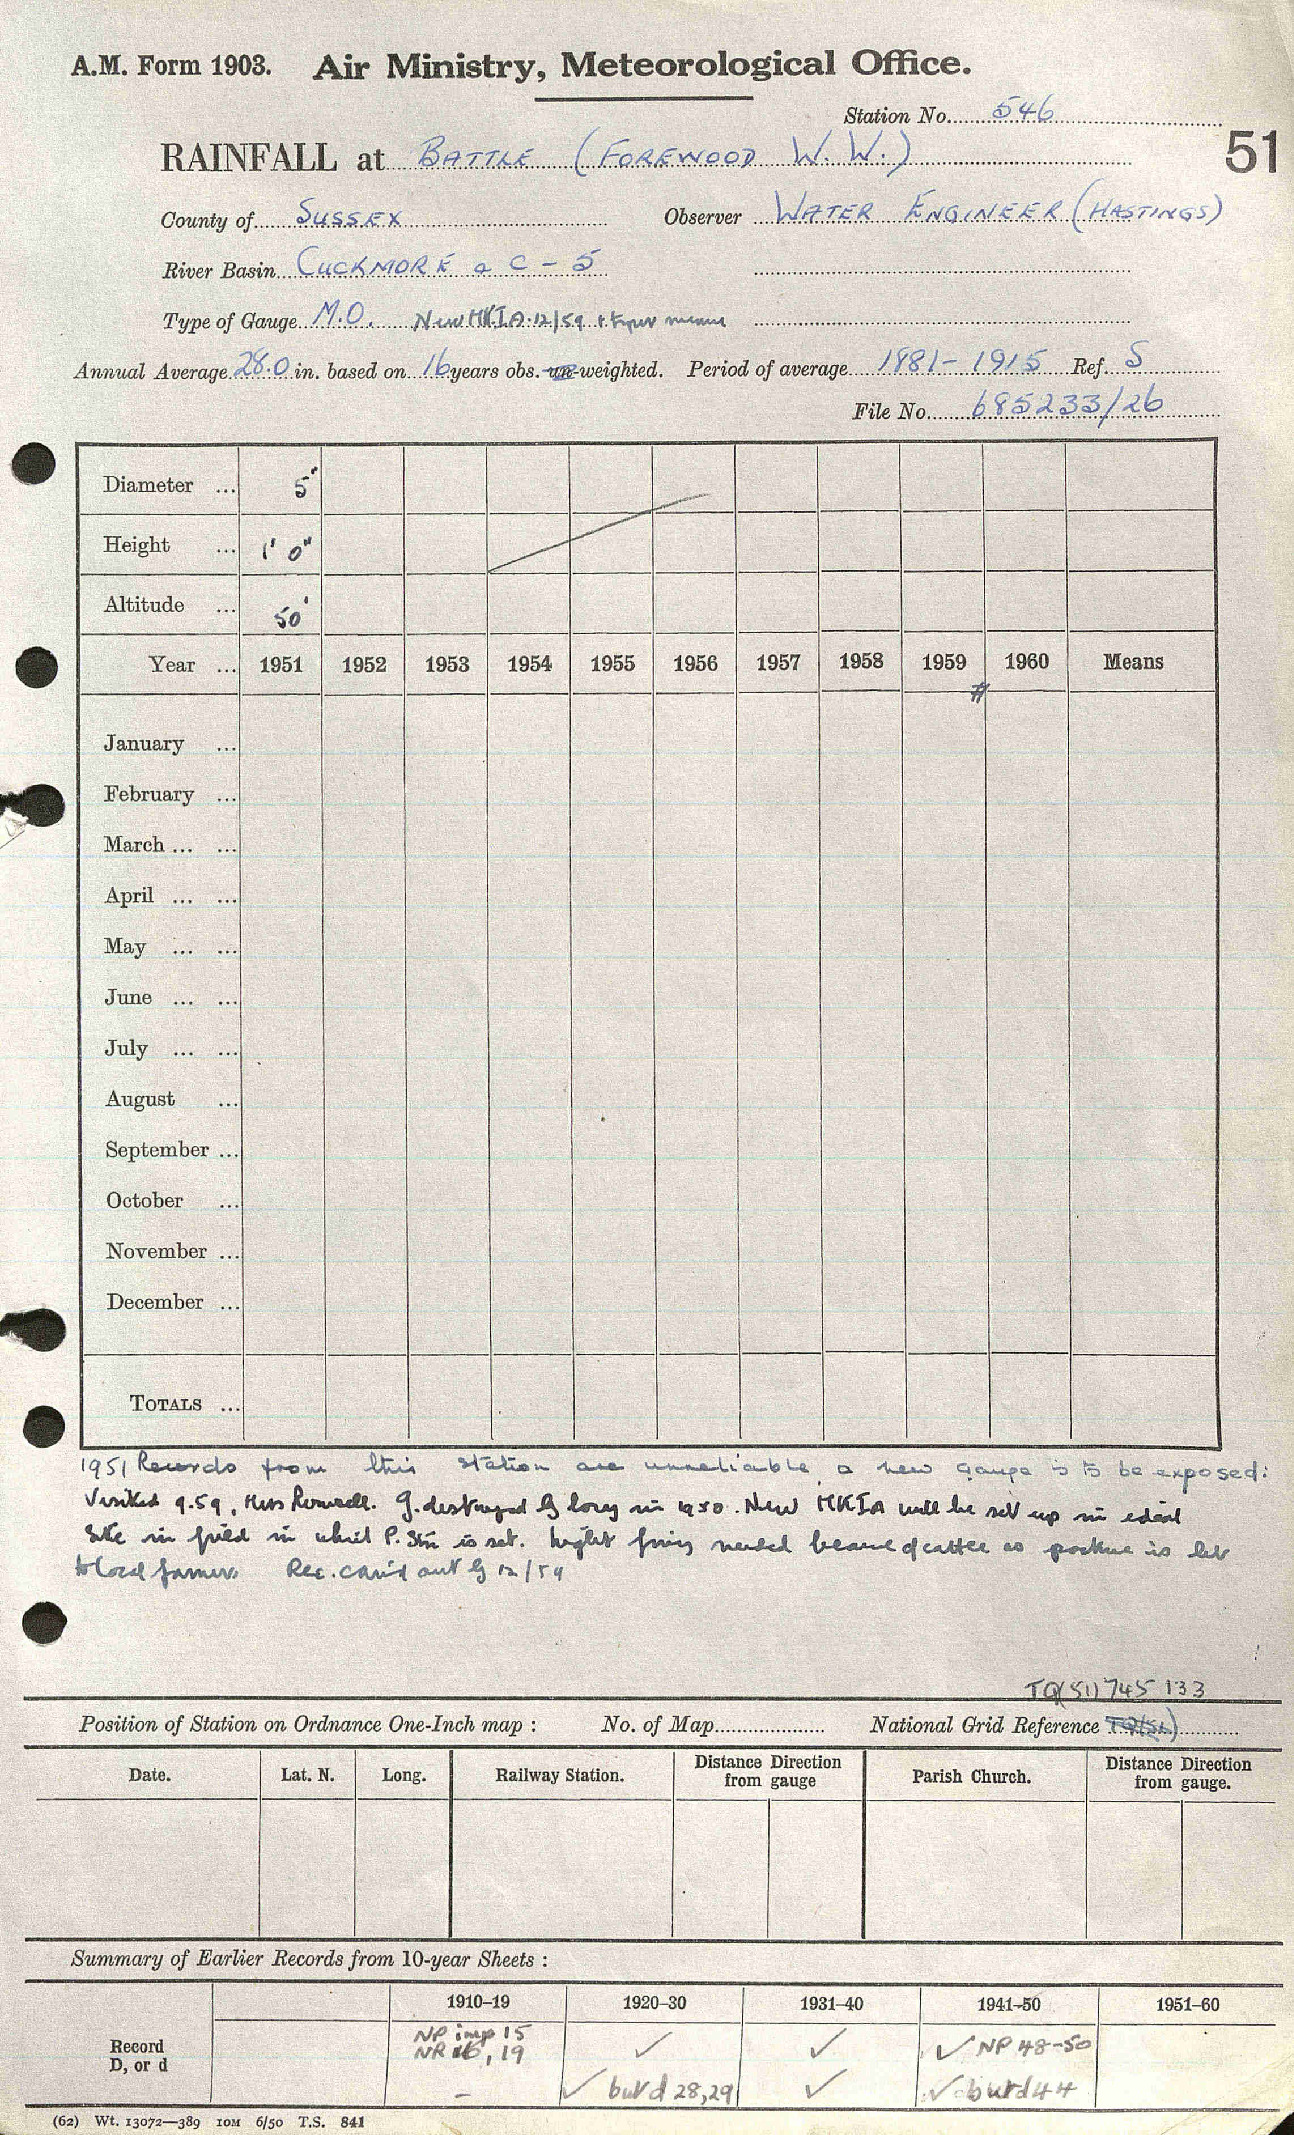 A.M. Form 1903. Air Ministry, Meteorological Office.
Station No. 546
51
RAINFALL at BATTLE (FOREWOOD W.W.)
County of SUSSEX Observer WATER ENGINEER (HASTINGS)
River Basin CUCKMORE a C - 5
Type of Gauge M.O. New MKIA 12/59
Annual Average 28.0 in. based on 16 years obs. un-weighted. Period of average 1881-1915 Ref. S
File No. 685233/26
Diameter ... 5"
Height ... 1' 0"
Altitude ... 50'
Year ... 1951 1952 1953 1954 1955 1956 1957 1958 1959 1960 Means
#
January ...
February ...
March ... ...
April ... ...
May ... ...
June ... ...
July ... ...
August ...
September ...
October ...
November ...
December ...
TOTALS ...
1951 Records from this station are unreliable, a new gauge is to be exposed:
Visited 9.59, G. destroyed by lorry in 1950. New MKIA will be set up in ideal
site in field in which P. Stn is set. fencing needed because of cattle as pasture is let
to local farmers Rec. comm'd out by 12/59
TQ(51)745 133
Position of Station on Ordnance One-Inch map : No. of Map National Grid Reference TQ(51)
Date. Lat. N. Long. Railway Station. Distance Direction from gauge Parish Church. Distance Direction from gauge.
Summary of Earlier Records from 10-year Sheets :
1910–19 1920–30 1931–40 1941–50 1951–60
Record NP imp 15 ✓ ✓ ✓ NP 48-50
D, or d NR 16, 19
- ✓ but d 28,29 ✓ ✓ but d 44
(62) Wt. 13072—389 10M 6/50 T.S. 841